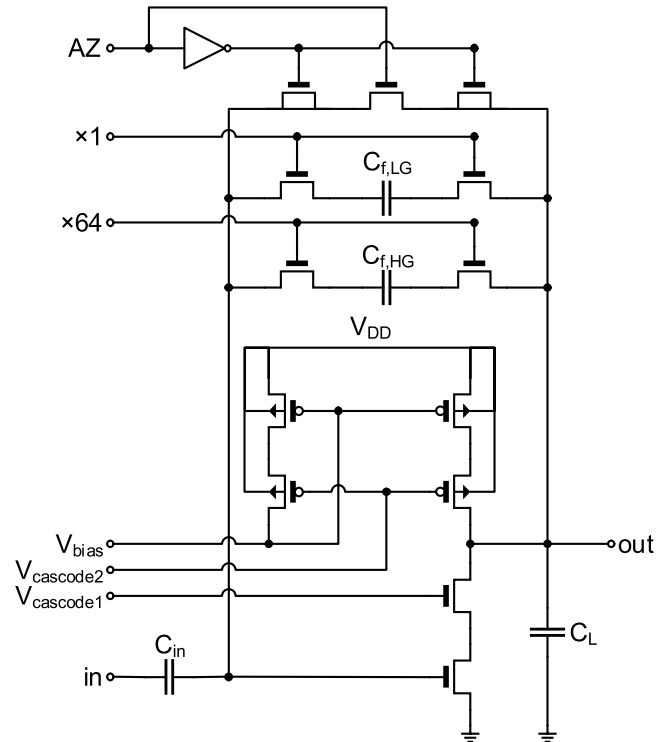 AZ
×1
C_f,LG
×64
C_f,HG
V_DD
V_bias
out
V_cascode2
V_cascode1
C_L
C_in
in